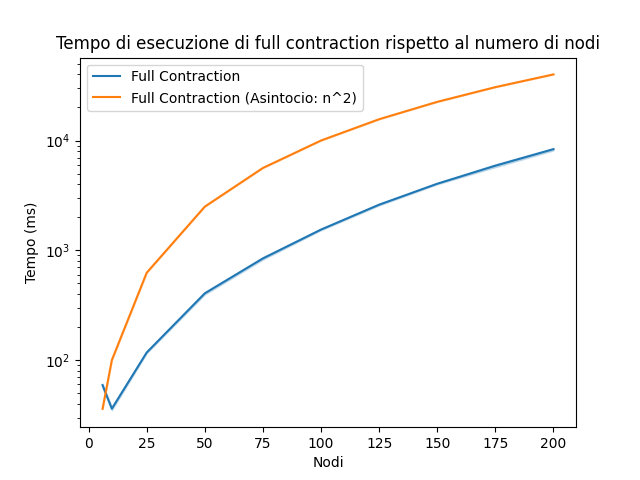 Tempo di esecuzione di full contraction rispetto al numero di nodi
Full Contraction
Full Contraction (Asintocio: n^2)
Tempo (ms)
10^4
10^3
10^2
0 25 50 75 100 125 150 175 200
Nodi